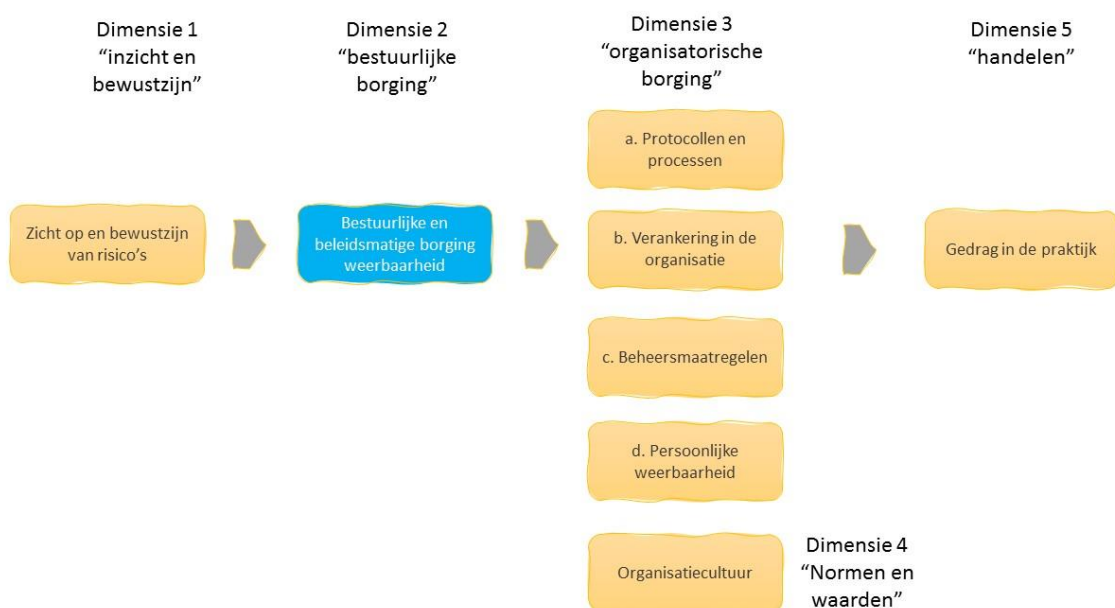 Dimensie 1
“inzicht en
bewustzijn”
Dimensie 2
“bestuurlijke
borging”
Dimensie 3
“organisatorische
borging”
Dimensie 5
“handelen”
Zicht op en bewustzijn
van risico’s
Bestuurlijke en
beleidsmatige borging
weerbaarheid
a. Protocollen en
processen
b. Verankering in de
organisatie
c. Beheersmaatregelen
d. Persoonlijke
weerbaarheid
Organisatiecultuur
Dimensie 4
“Normen en
waarden”
Gedrag in de praktijk